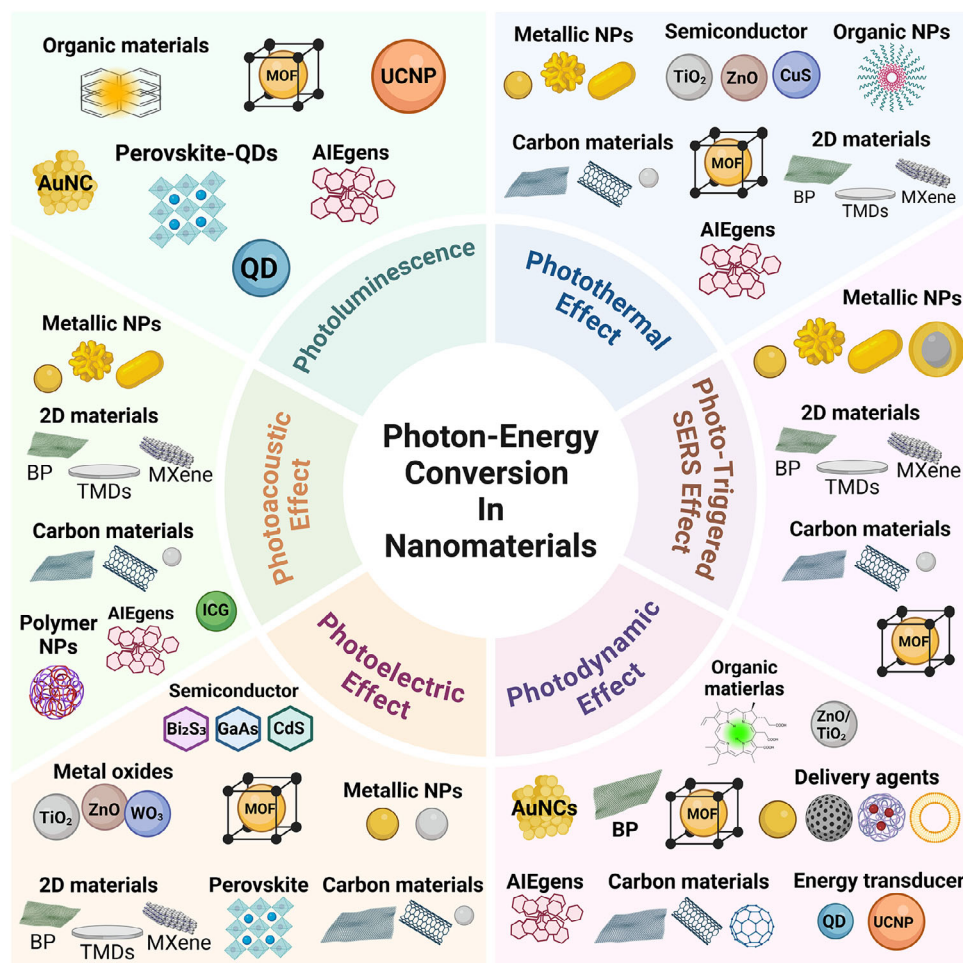 Organic materials
MOF
UCNP
AuNC
Perovskite-QDs
AIEgens
QD
Photoluminescence
Metallic NPs
Semiconductor
Organic NPs
TiO₂
ZnO
CuS
Carbon materials
MOF
2D materials
BP
TMDs
MXene
AIEgens
Photothermal
Effect
Metallic NPs
2D materials
BP
TMDs
MXene
Carbon materials
MOF
Photo-Triggered
SERS Effect
Photon-Energy
Conversion
In
Nanomaterials
Metallic NPs
2D materials
BP
TMDs
MXene
Carbon materials
ICG
AIEgens
Polymer
NPs
Photoacoustic
Effect
Photoelectric
Effect
Semiconductor
Bi₂S₃
GaAs
CdS
Metal oxides
TiO₂
ZnO
WO₃
MOF
Metallic NPs
2D materials
BP
TMDs
MXene
Perovskite
Carbon materials
Photodynamic
Effect
Organic
matierlas
COOH
COOH
COOH
ZnO/
TiO₂
AuNCs
BP
MOF
Delivery agents
AIEgens
Carbon materials
Energy transducer
QD
UCNP